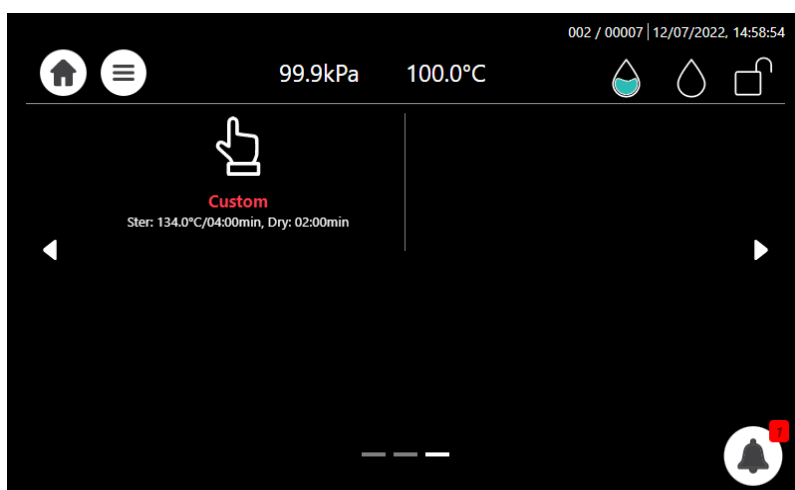 002 / 00007 | 12/07/2022, 14:58:54
99.9kPa 100.0°C
Custom
Ster: 134.0°C/04:00min, Dry: 02:00min
1